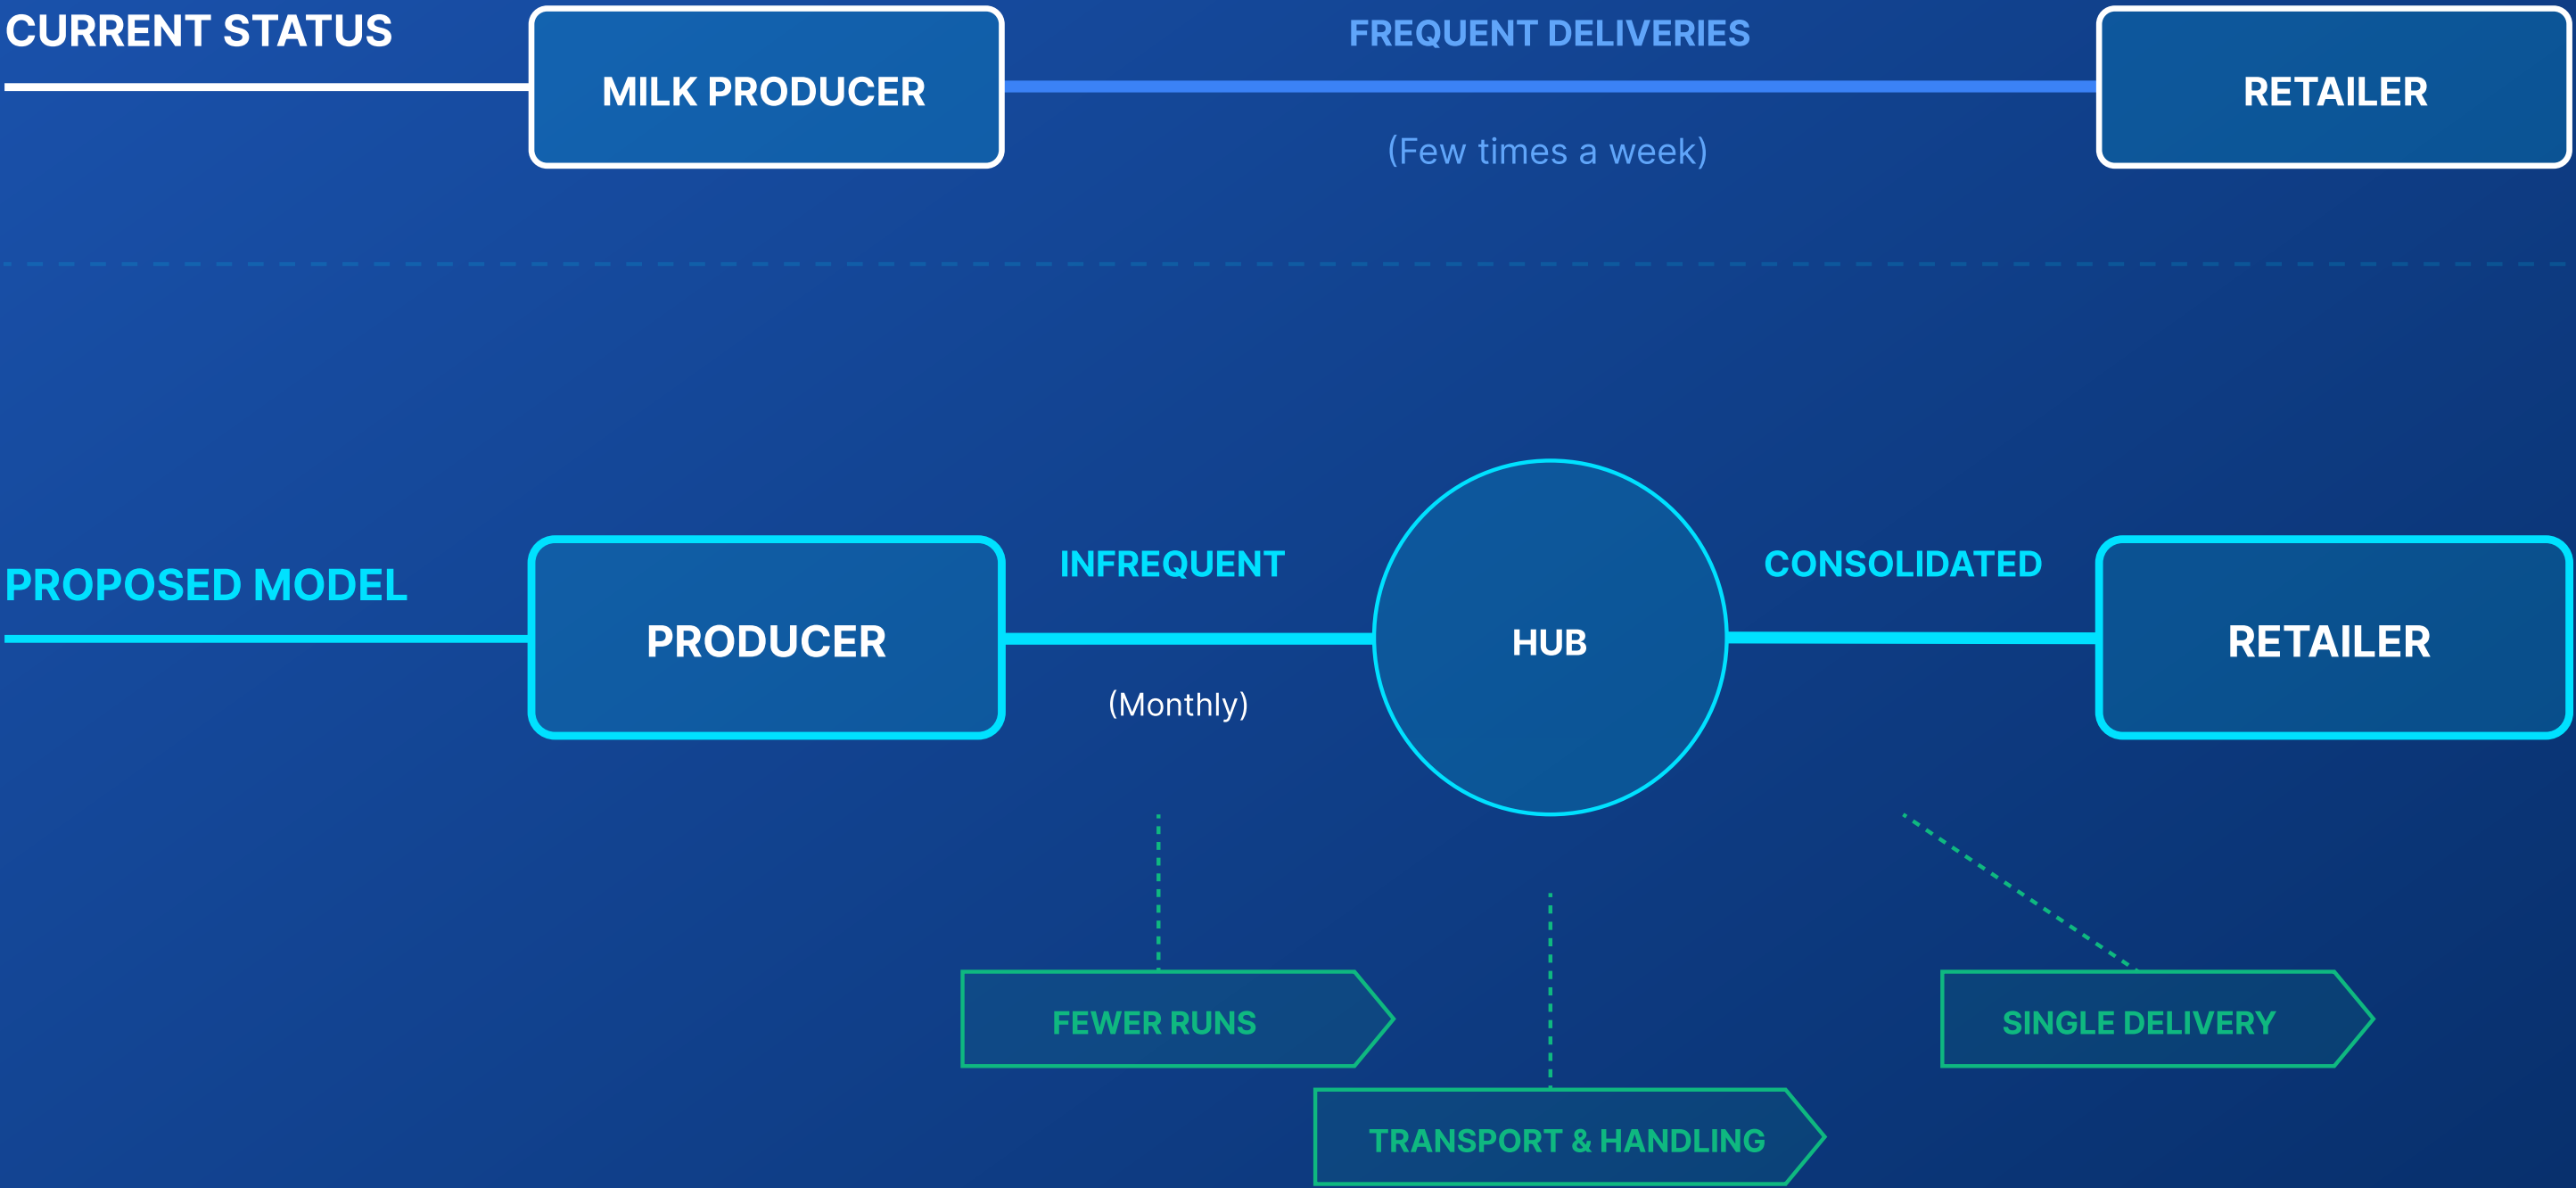 CURRENT STATUS
MILK PRODUCER
FREQUENT DELIVERIES
(Few times a week)
RETAILER
PROPOSED MODEL
PRODUCER
INFREQUENT
(Monthly)
HUB
CONSOLIDATED
RETAILER
FEWER RUNS
TRANSPORT & HANDLING
SINGLE DELIVERY